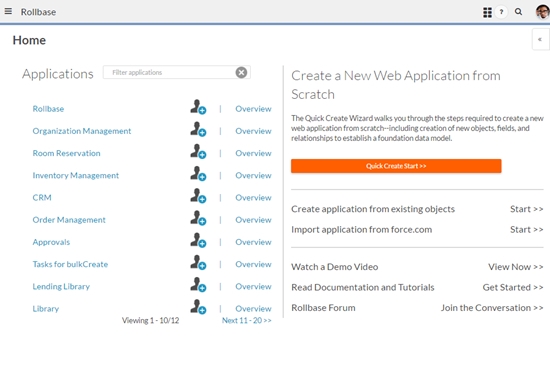 Rollbase
?
Home
<
Applications
Filter applications
Rollbase | Overview
Organization Management | Overview
Room Reservation | Overview
Inventory Management | Overview
CRM | Overview
Order Management | Overview
Approvals | Overview
Tasks for bulkCreate | Overview
Lending Library | Overview
Library | Overview
Viewing 1 - 10/12 Next 11 - 20 >>
Create a New Web Application from
Scratch
The Quick Create Wizard walks you through the steps required to create a new
web application from scratch--including creation of new objects, fields, and
relationships to establish a foundation data model.
Quick Create Start >>
Create application from existing objects Start >>
Import application from force.com Start >>
Watch a Demo Video View Now >>
Read Documentation and Tutorials Get Started >>
Rollbase Forum Join the Conversation >>